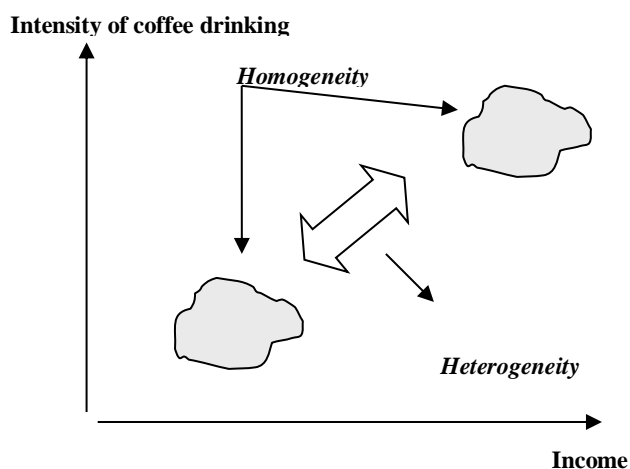 Intensity of coffee drinking
Homogeneity
Heterogeneity
Income